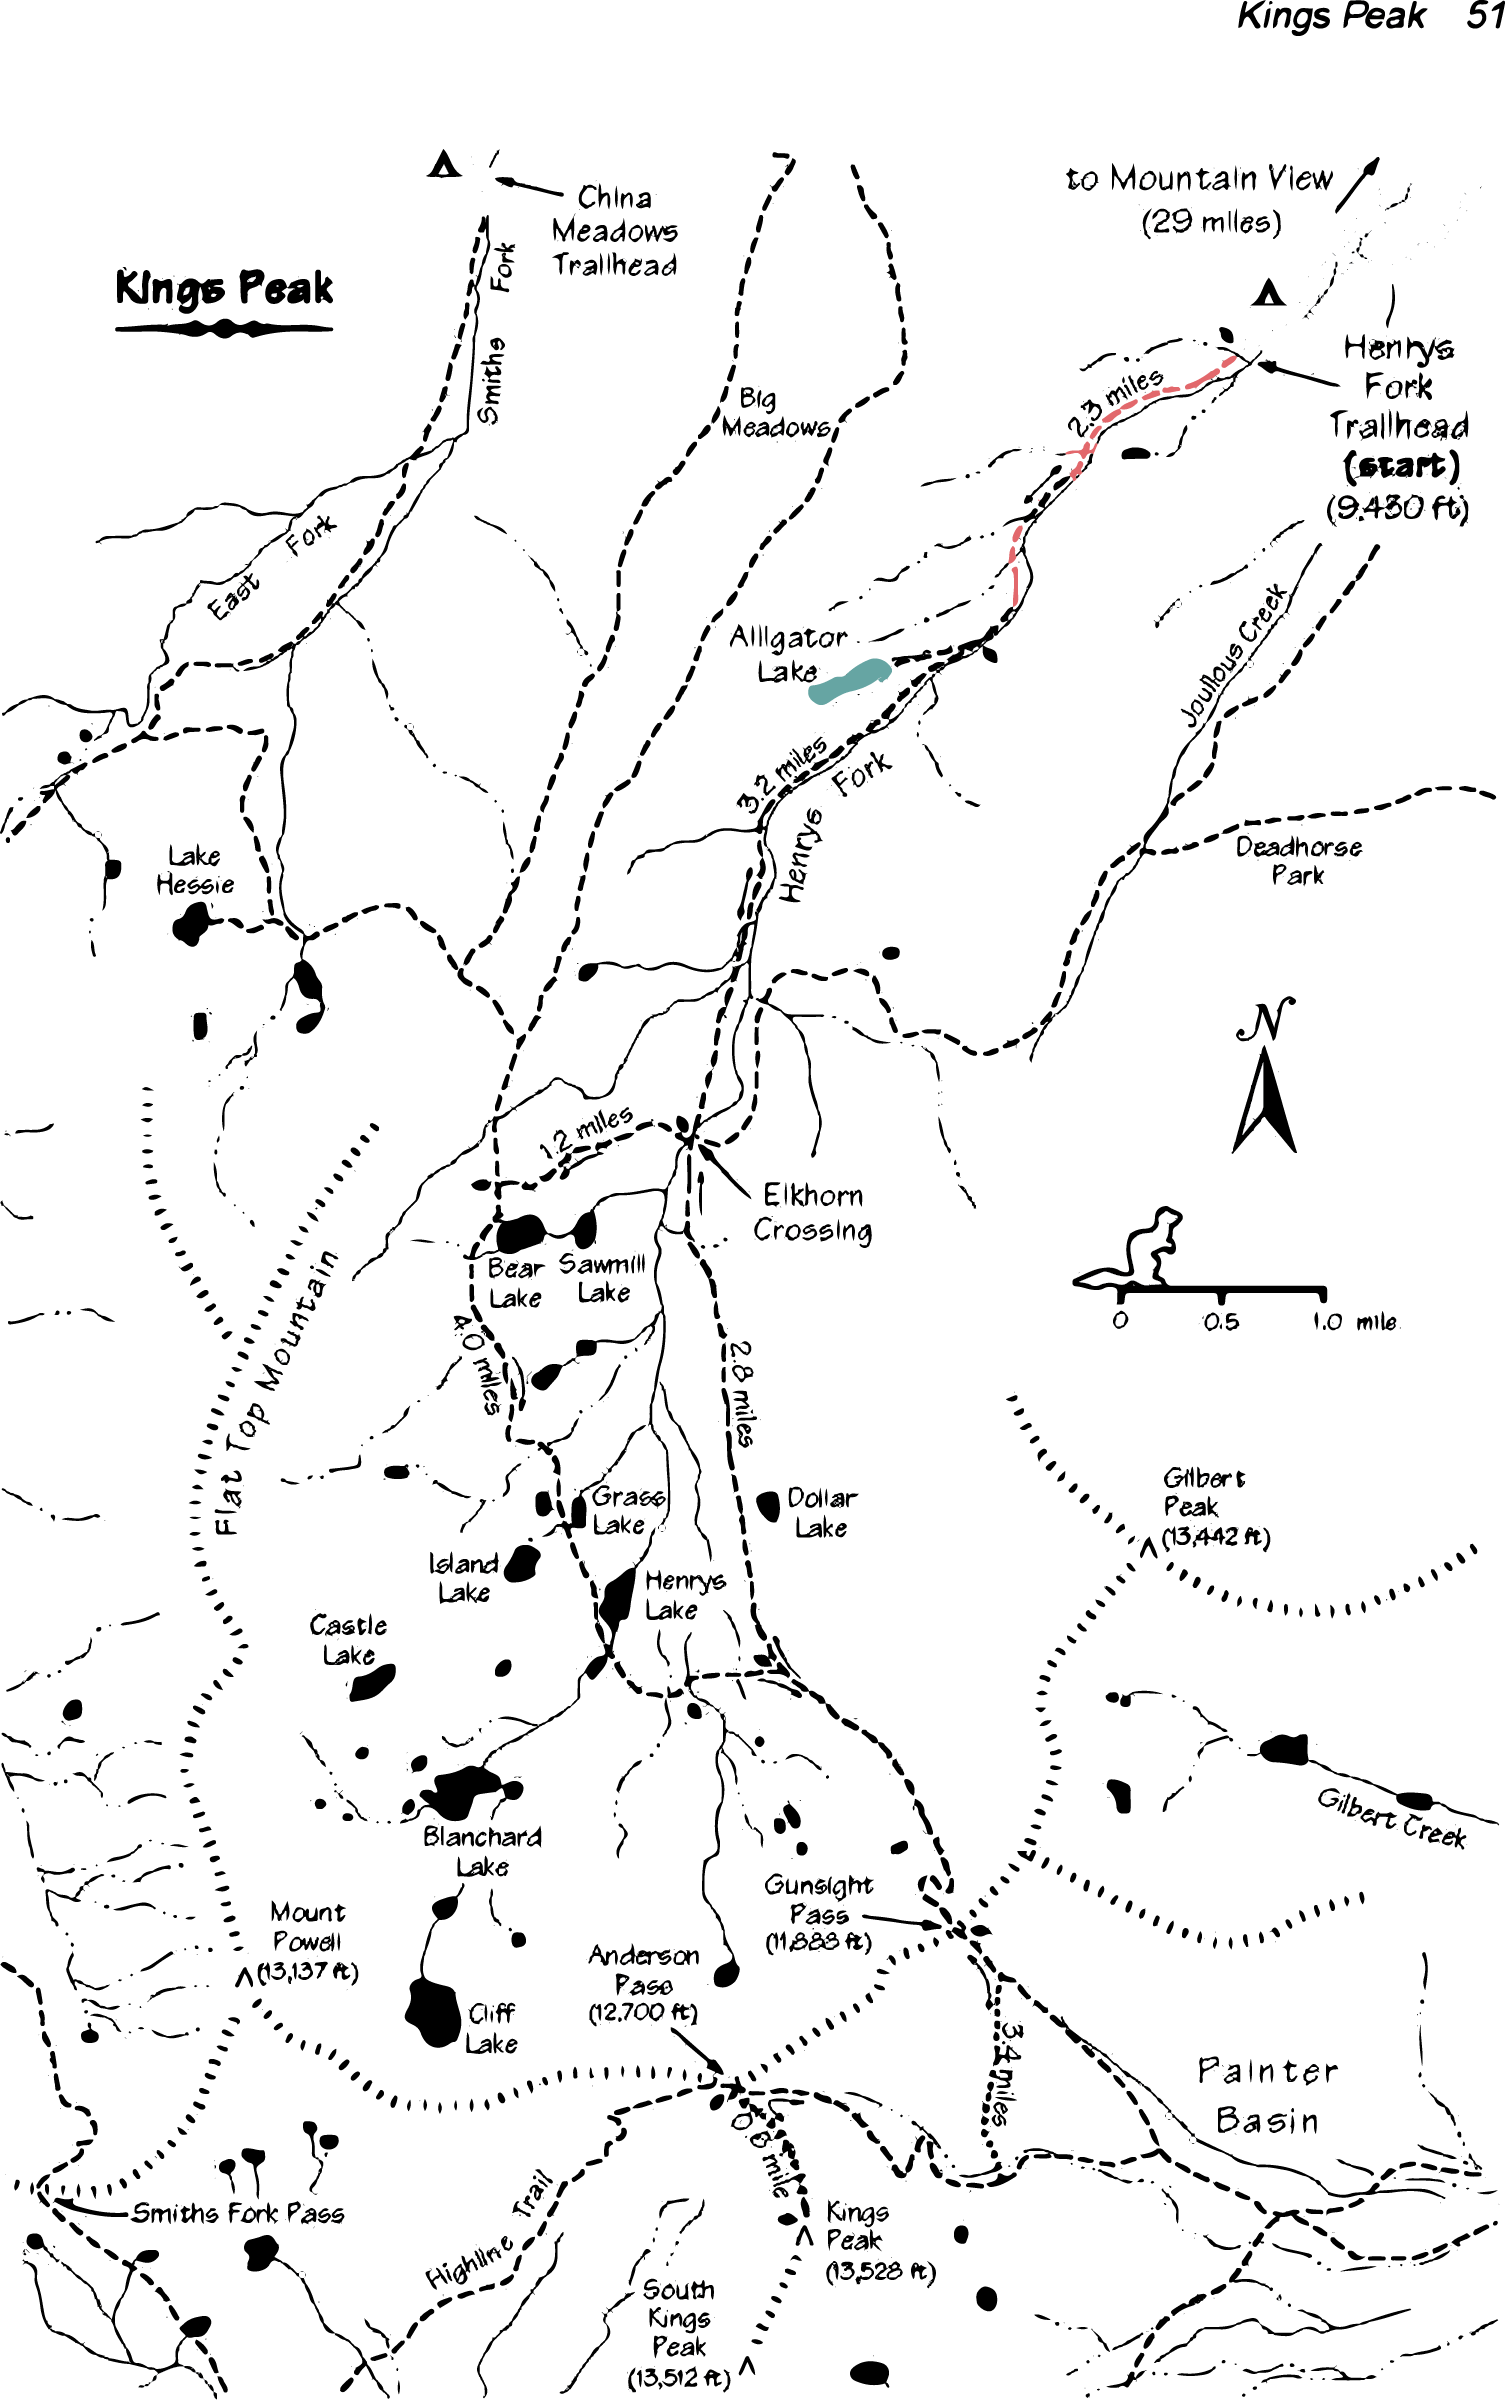 Kings Peak 51
China
Meadows
Trailhead
to Mountain View
(29 miles)
Kings Peak
Fork
Smiths
Henrys
Fork
Trailhead
(start)
(9,430 ft)
2.3 miles
Big
Meadows
East Fork
Alligator
Lake
Joullous Creek
3.2 miles
Henrys Fork
Deadhorse
Park
Lake
Hessie
N
1.2 miles
Elkhorn
Crossing
Bear
Lake
Sawmill
Lake
0 0.5 1.0 mile
Flat Top Mountain
4.0 miles
2.8 miles
Gilbert
Peak
(13,442 ft)
Grass
Lake
Dollar
Lake
Island
Lake
Henrys
Lake
Castle
Lake
Gilbert Creek
Blanchard
Lake
Gunsight
Pass
(11,888 ft)
Mount
Powell
(13,137 ft)
Anderson
Pass
(12,700 ft)
Cliff
Lake
3.4 miles
Painter
Basin
0.8 mile
Smiths Fork Pass
Highline Trail
Kings
Peak
(13,528 ft)
South
Kings
Peak
(13,512 ft)